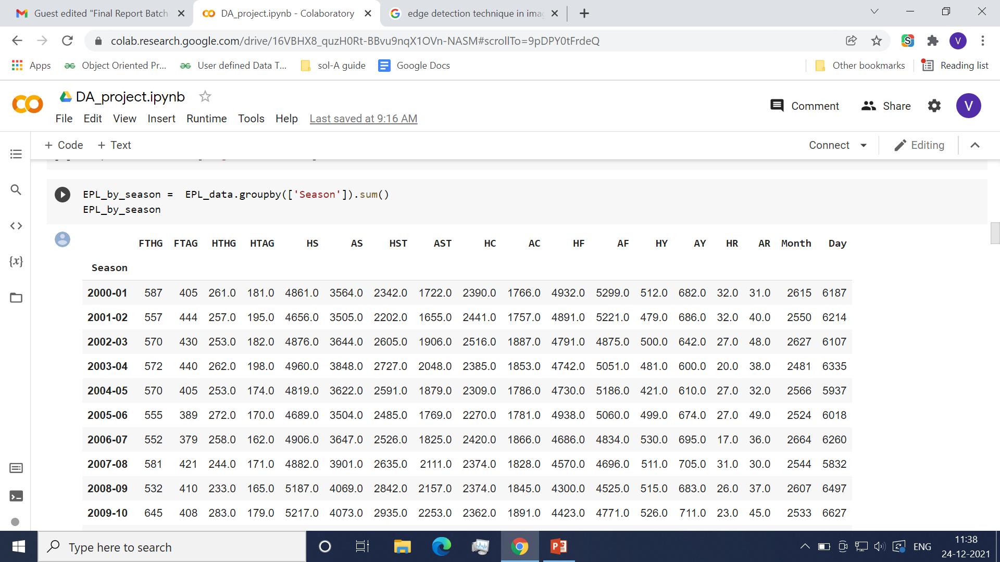 Guest edited "Final Report Batch
DA_project.ipynb - Colaboratory
edge detection technique in ima
colab.research.google.com/drive/16VBHX8_quzH0Rt-BBvu9nqX1OVn-NASM#scrollTo=9pDPY0tFrdeQ
S
V
Apps
Object Oriented Pr...
User defined Data T...
sol-A guide
Google Docs
Other bookmarks
Reading list
DA_project.ipynb
Comment
Share
V
File Edit View Insert Runtime Tools Help Last saved at 9:16 AM
+ Code + Text
Connect
Editing
EPL_by_season = EPL_data.groupby(['Season']).sum()
EPL_by_season
FTHG FTAG HTHG HTAG HS AS HST AST HC AC HF AF HY AY HR AR Month Day
Season
2000-01 587 405 261.0 181.0 4861.0 3564.0 2342.0 1722.0 2390.0 1766.0 4932.0 5299.0 512.0 682.0 32.0 31.0 2615 6187
2001-02 557 444 257.0 195.0 4656.0 3505.0 2202.0 1655.0 2441.0 1757.0 4891.0 5221.0 479.0 686.0 32.0 40.0 2550 6214
2002-03 570 430 253.0 182.0 4876.0 3644.0 2605.0 1906.0 2516.0 1887.0 4791.0 4875.0 500.0 642.0 27.0 48.0 2627 6107
2003-04 572 440 262.0 198.0 4960.0 3848.0 2727.0 2048.0 2385.0 1853.0 4742.0 5051.0 481.0 600.0 20.0 38.0 2481 6335
2004-05 570 405 253.0 174.0 4819.0 3622.0 2591.0 1879.0 2309.0 1786.0 4730.0 5186.0 421.0 610.0 27.0 32.0 2566 5937
2005-06 555 389 272.0 170.0 4689.0 3504.0 2485.0 1769.0 2270.0 1781.0 4938.0 5060.0 499.0 674.0 27.0 49.0 2524 6018
2006-07 552 379 258.0 162.0 4906.0 3647.0 2526.0 1825.0 2420.0 1866.0 4686.0 4834.0 530.0 695.0 17.0 36.0 2664 6260
2007-08 581 421 244.0 171.0 4882.0 3901.0 2635.0 2111.0 2374.0 1828.0 4570.0 4696.0 511.0 705.0 31.0 30.0 2544 5832
2008-09 532 410 233.0 165.0 5187.0 4069.0 2842.0 2157.0 2374.0 1845.0 4300.0 4525.0 515.0 683.0 26.0 37.0 2607 6497
2009-10 645 408 283.0 179.0 5217.0 4073.0 2935.0 2253.0 2362.0 1891.0 4423.0 4771.0 526.0 711.0 23.0 45.0 2533 6627
Type here to search
ENG
11:38
24-12-2021